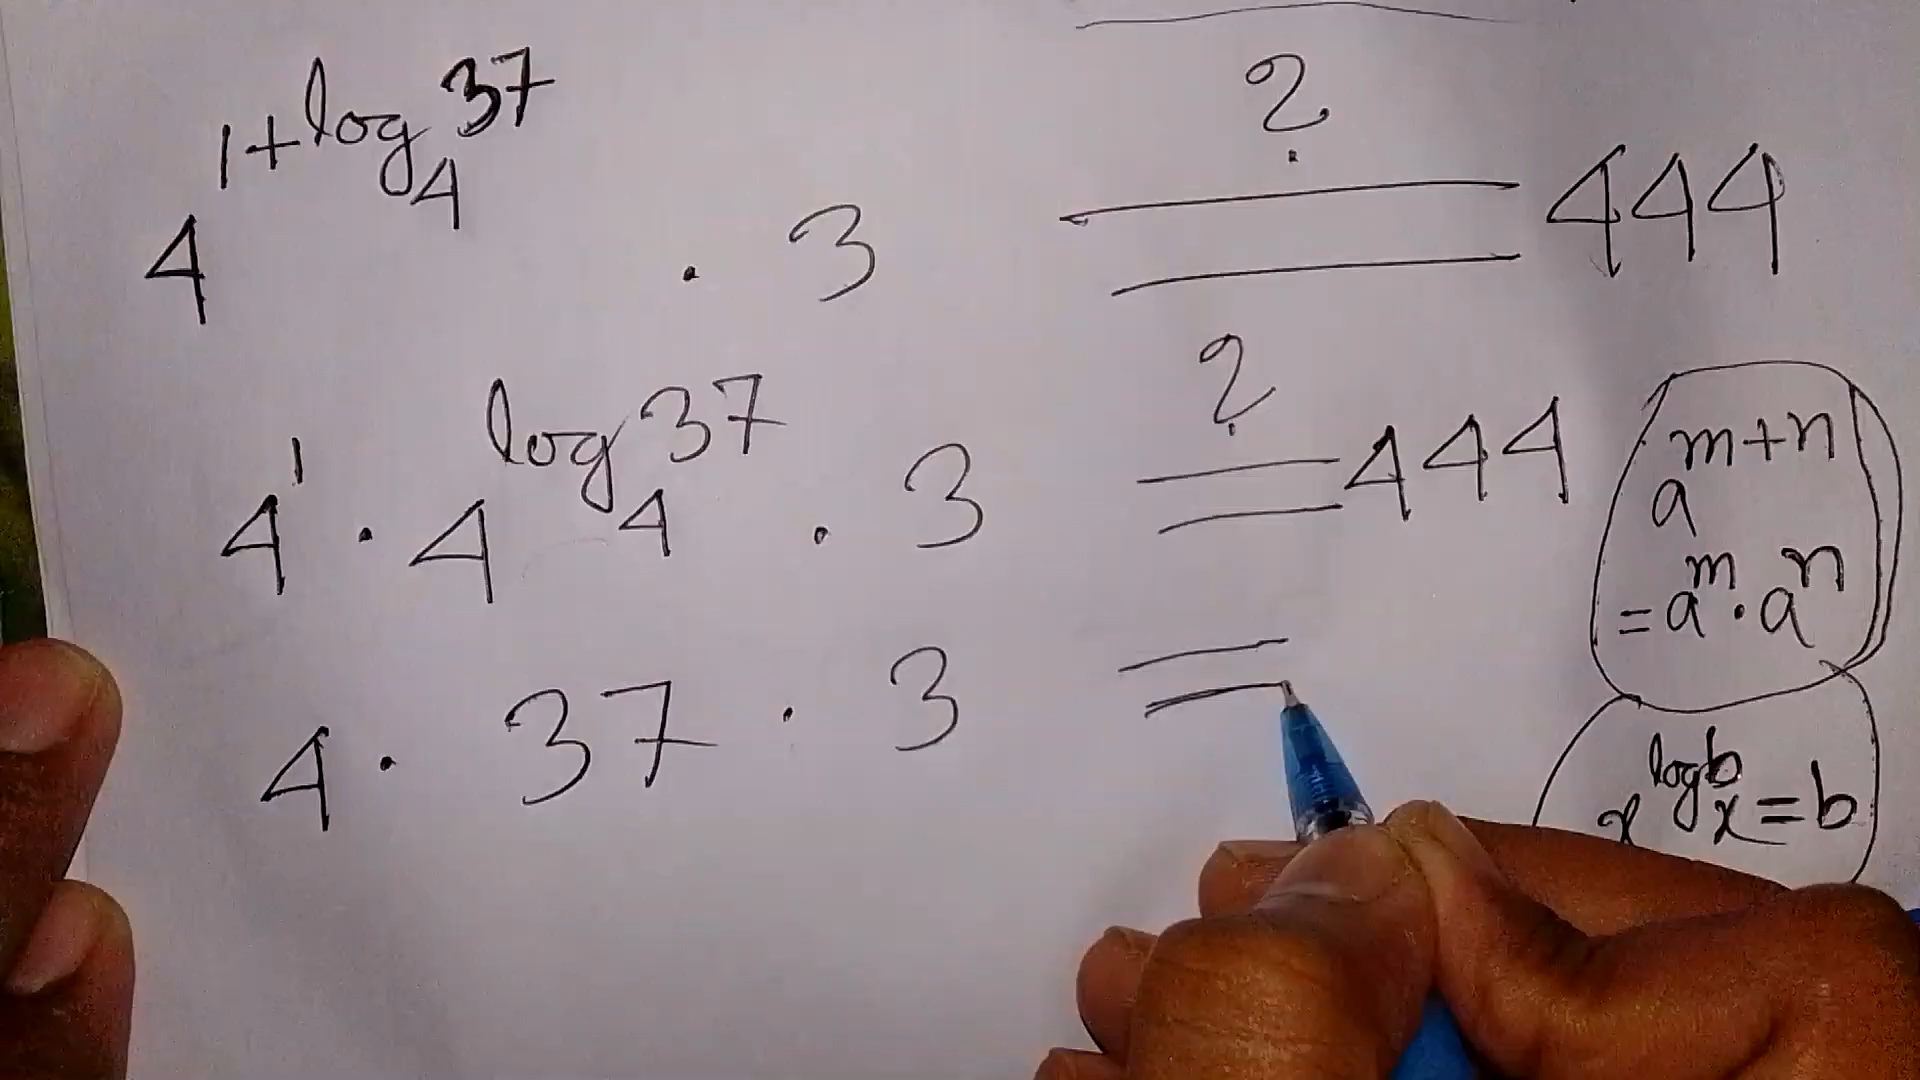 4^(1+log_4 37) · 3 =? 444
4^1 · 4^(log_4 37) · 3 =? 444
a^(m+n)
= a^m · a^n
4 · 37 · 3 =
x^(log_x b) = b